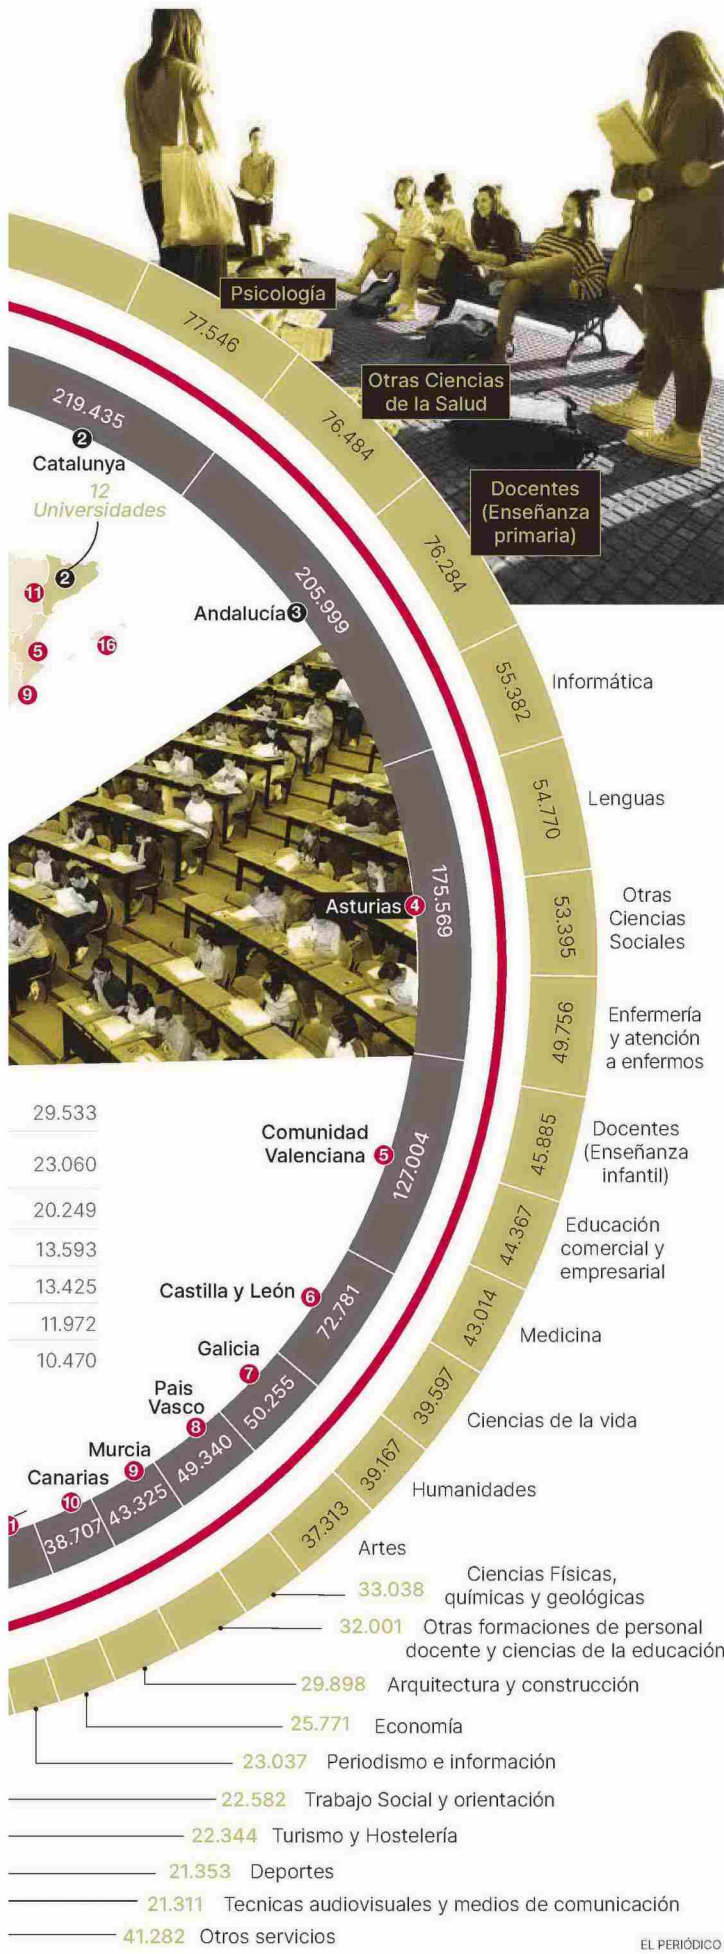 Psicología
77.546
Otras Ciencias
de la Salud
219.435
76.484
2
Catalunya
12
Universidades
Docentes
(Enseñanza
primaria)
76.284
2
11
205.999
Andalucía 3
5
16
9
55.382
Informática
54.770
Lenguas
Asturias 4
175.569
53.395
Otras
Ciencias
Sociales
49.756
Enfermería
y atención
a enfermos
29.533
23.060
20.249
13.593
13.425
11.972
10.470
Comunidad
Valenciana 5
127.004
45.885
Docentes
(Enseñanza
infantil)
44.367
Educación
comercial y
empresarial
Castilla y León 6
72.781
43.014
Medicina
Galicia
7
50.255
39.597
Ciencias de la vida
Pais
Vasco
8
49.340
39.167
Humanidades
Murcia
9
43.325
37.313
Artes
Canarias
10
38.707
1
33.038 Ciencias Físicas,
químicas y geológicas
32.001 Otras formaciones de personal
docente y ciencias de la educación
29.898 Arquitectura y construcción
25.771 Economía
23.037 Periodismo e información
22.582 Trabajo Social y orientación
22.344 Turismo y Hostelería
21.353 Deportes
21.311 Tecnicas audiovisuales y medios de comunicación
41.282 Otros servicios
EL PERIÓDICO